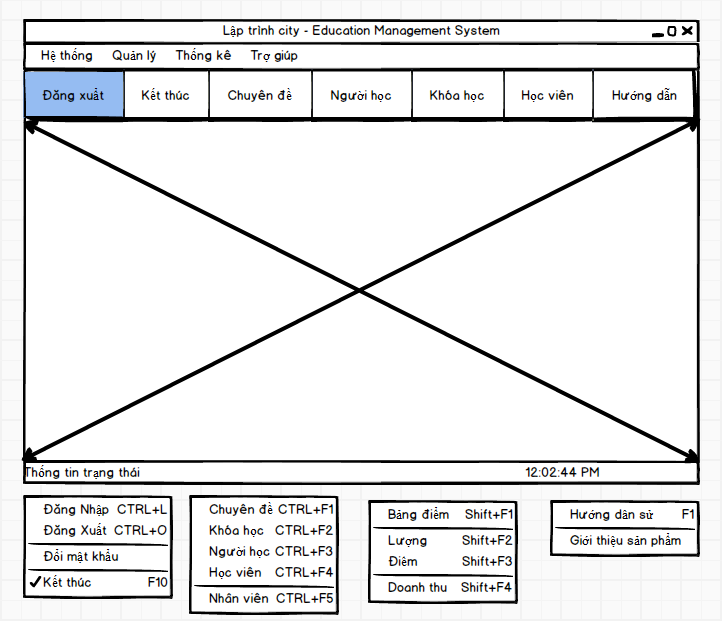 Lập trình city - Education Management System
Hệ thống Quản lý Thống kê Trợ giúp
Đăng xuất Kết thúc Chuyên đề Người học Khóa học Học viên Hướng dẫn
Thống tin trạng thái 12:02:44 PM
Đăng Nhập CTRL+L
Đăng Xuất CTRL+O
Đổi mật khẩu
Kết thúc F10
Chuyên đề CTRL+F1
Khóa học CTRL+F2
Người học CTRL+F3
Học viên CTRL+F4
Nhân viên CTRL+F5
Bảng điểm Shift+F1
Lượng Shift+F2
Điểm Shift+F3
Doanh thu Shift+F4
Hướng dẫn sử F1
Giới thiệu sản phẩm